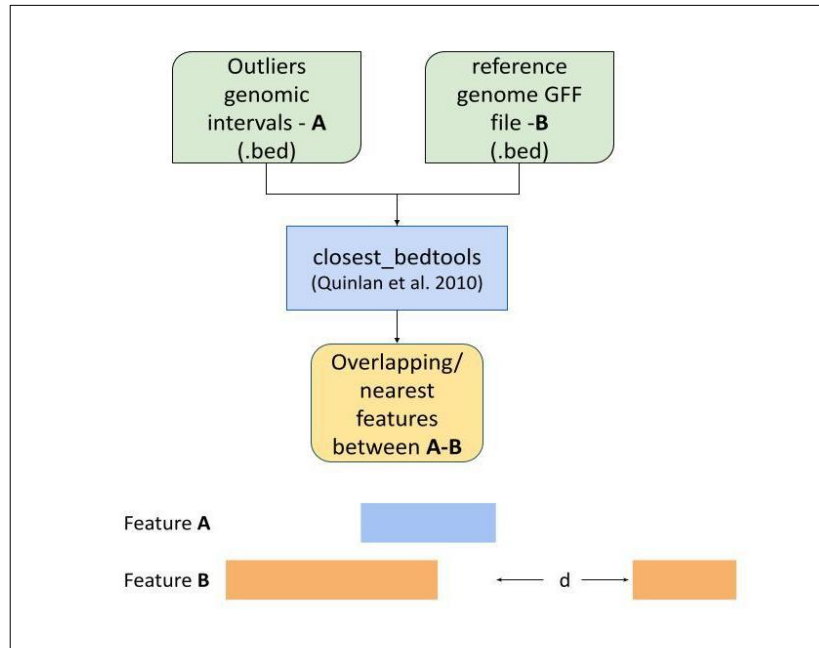 Outliers
genomic
intervals - A
(.bed)
reference
genome GFF
file -B
(.bed)
closest_bedtools
(Quinlan et al. 2010)
Overlapping/
nearest
features
between A-B
Feature A
Feature B
d